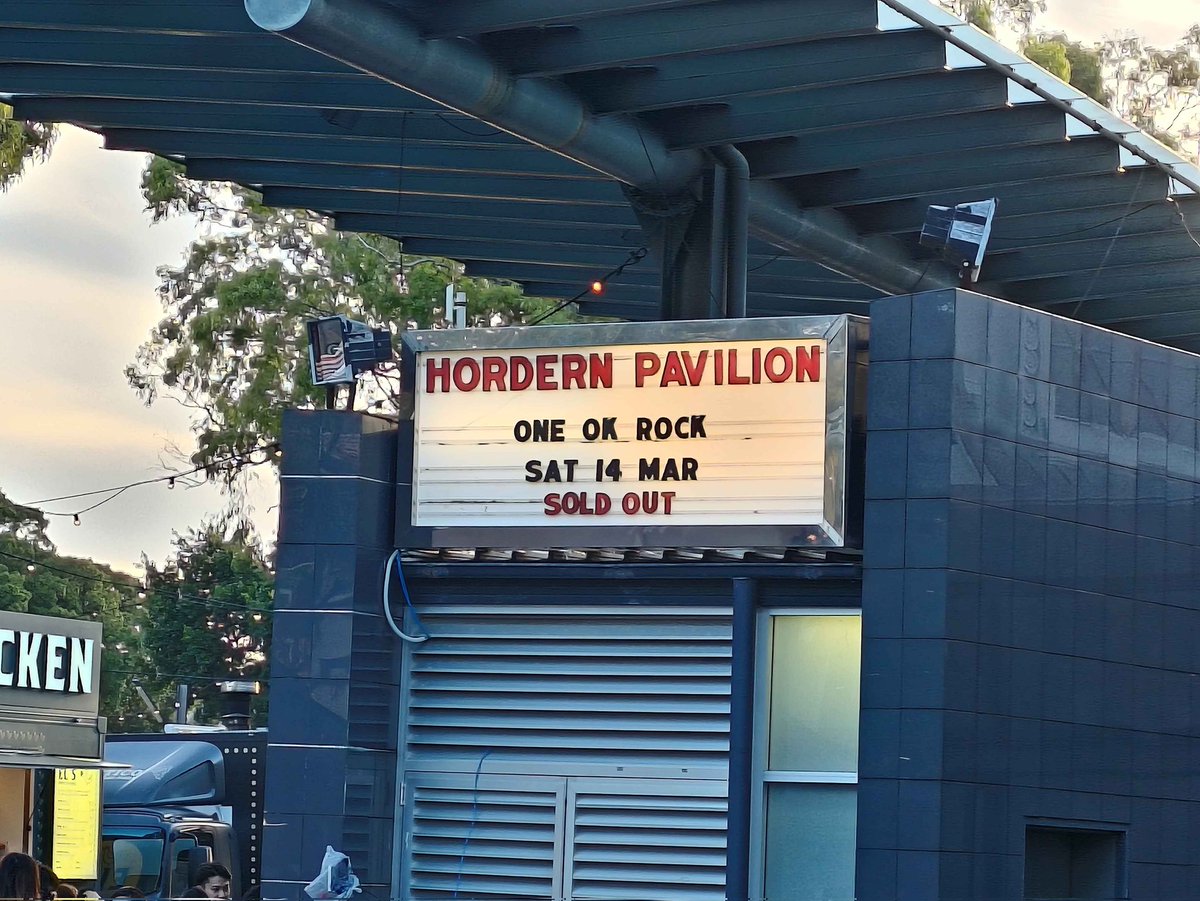 HORDERN PAVILION
ONE OK ROCK
SAT 14 MAR
SOLD OUT
CKEN